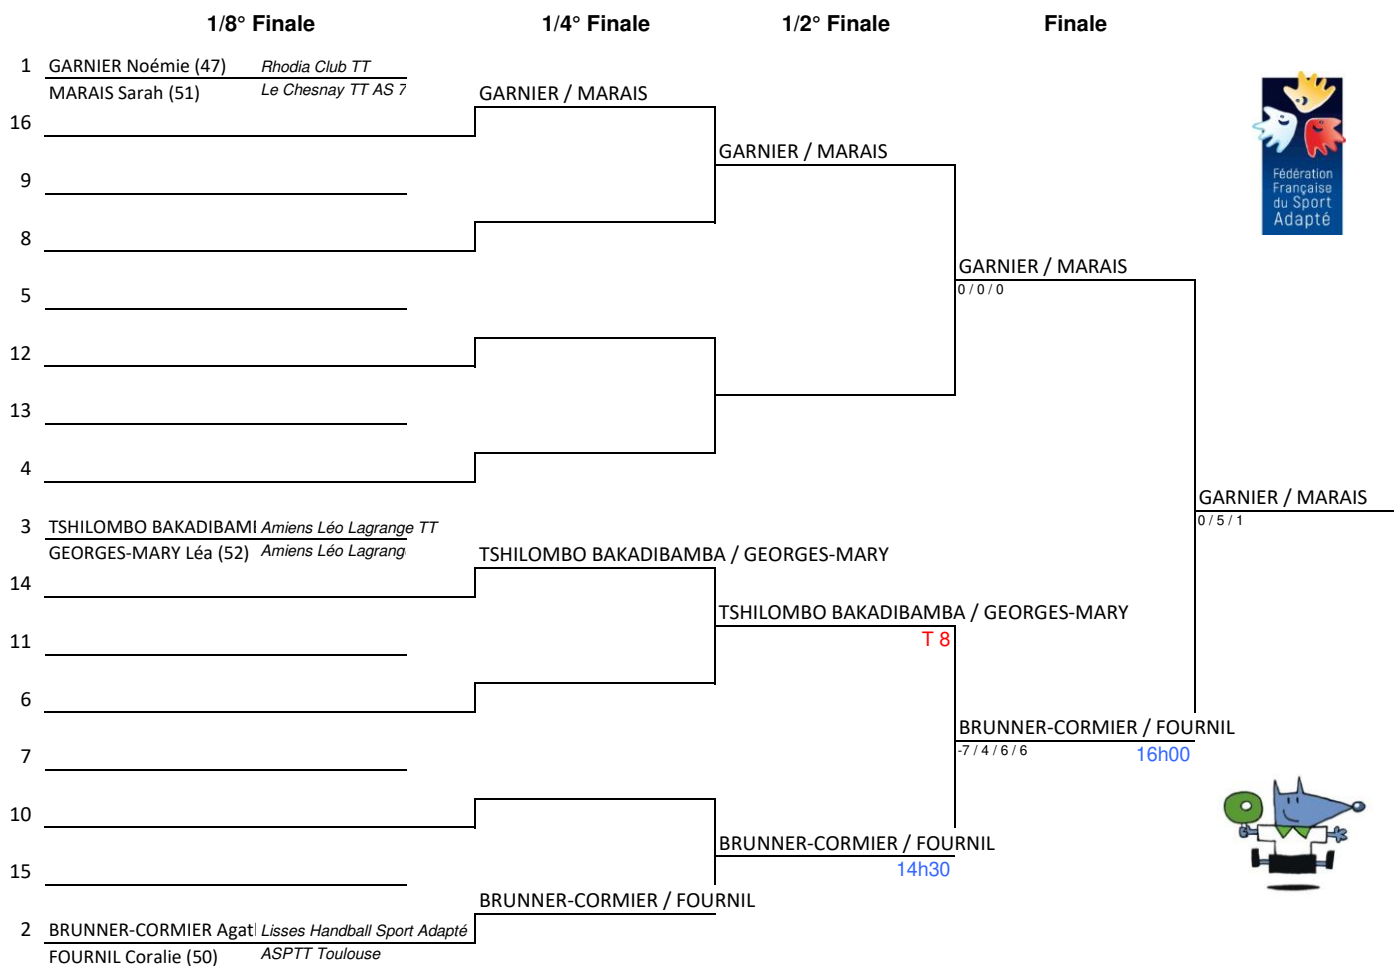 1/8° Finale 1/4° Finale 1/2° Finale Finale
1 GARNIER Noémie (47) Rhodia Club TT
MARAIS Sarah (51) Le Chesnay TT AS 7
GARNIER / MARAIS
16
GARNIER / MARAIS
9
Fédération
Française
du Sport
Adapté
8
GARNIER / MARAIS
0 / 0 / 0
5
12
13
4
GARNIER / MARAIS
0 / 5 / 1
3 TSHILOMBO BAKADIBAMI Amiens Léo Lagrange TT
GEORGES-MARY Léa (52) Amiens Léo Lagrang
TSHILOMBO BAKADIBAMBA / GEORGES-MARY
14
TSHILOMBO BAKADIBAMBA / GEORGES-MARY
T 8
11
6
BRUNNER-CORMIER / FOURNIL
-7 / 4 / 6 / 6 16h00
7
10
BRUNNER-CORMIER / FOURNIL
14h30
15
BRUNNER-CORMIER / FOURNIL
2 BRUNNER-CORMIER Agat Lisses Handball Sport Adapté
FOURNIL Coralie (50) ASPTT Toulouse